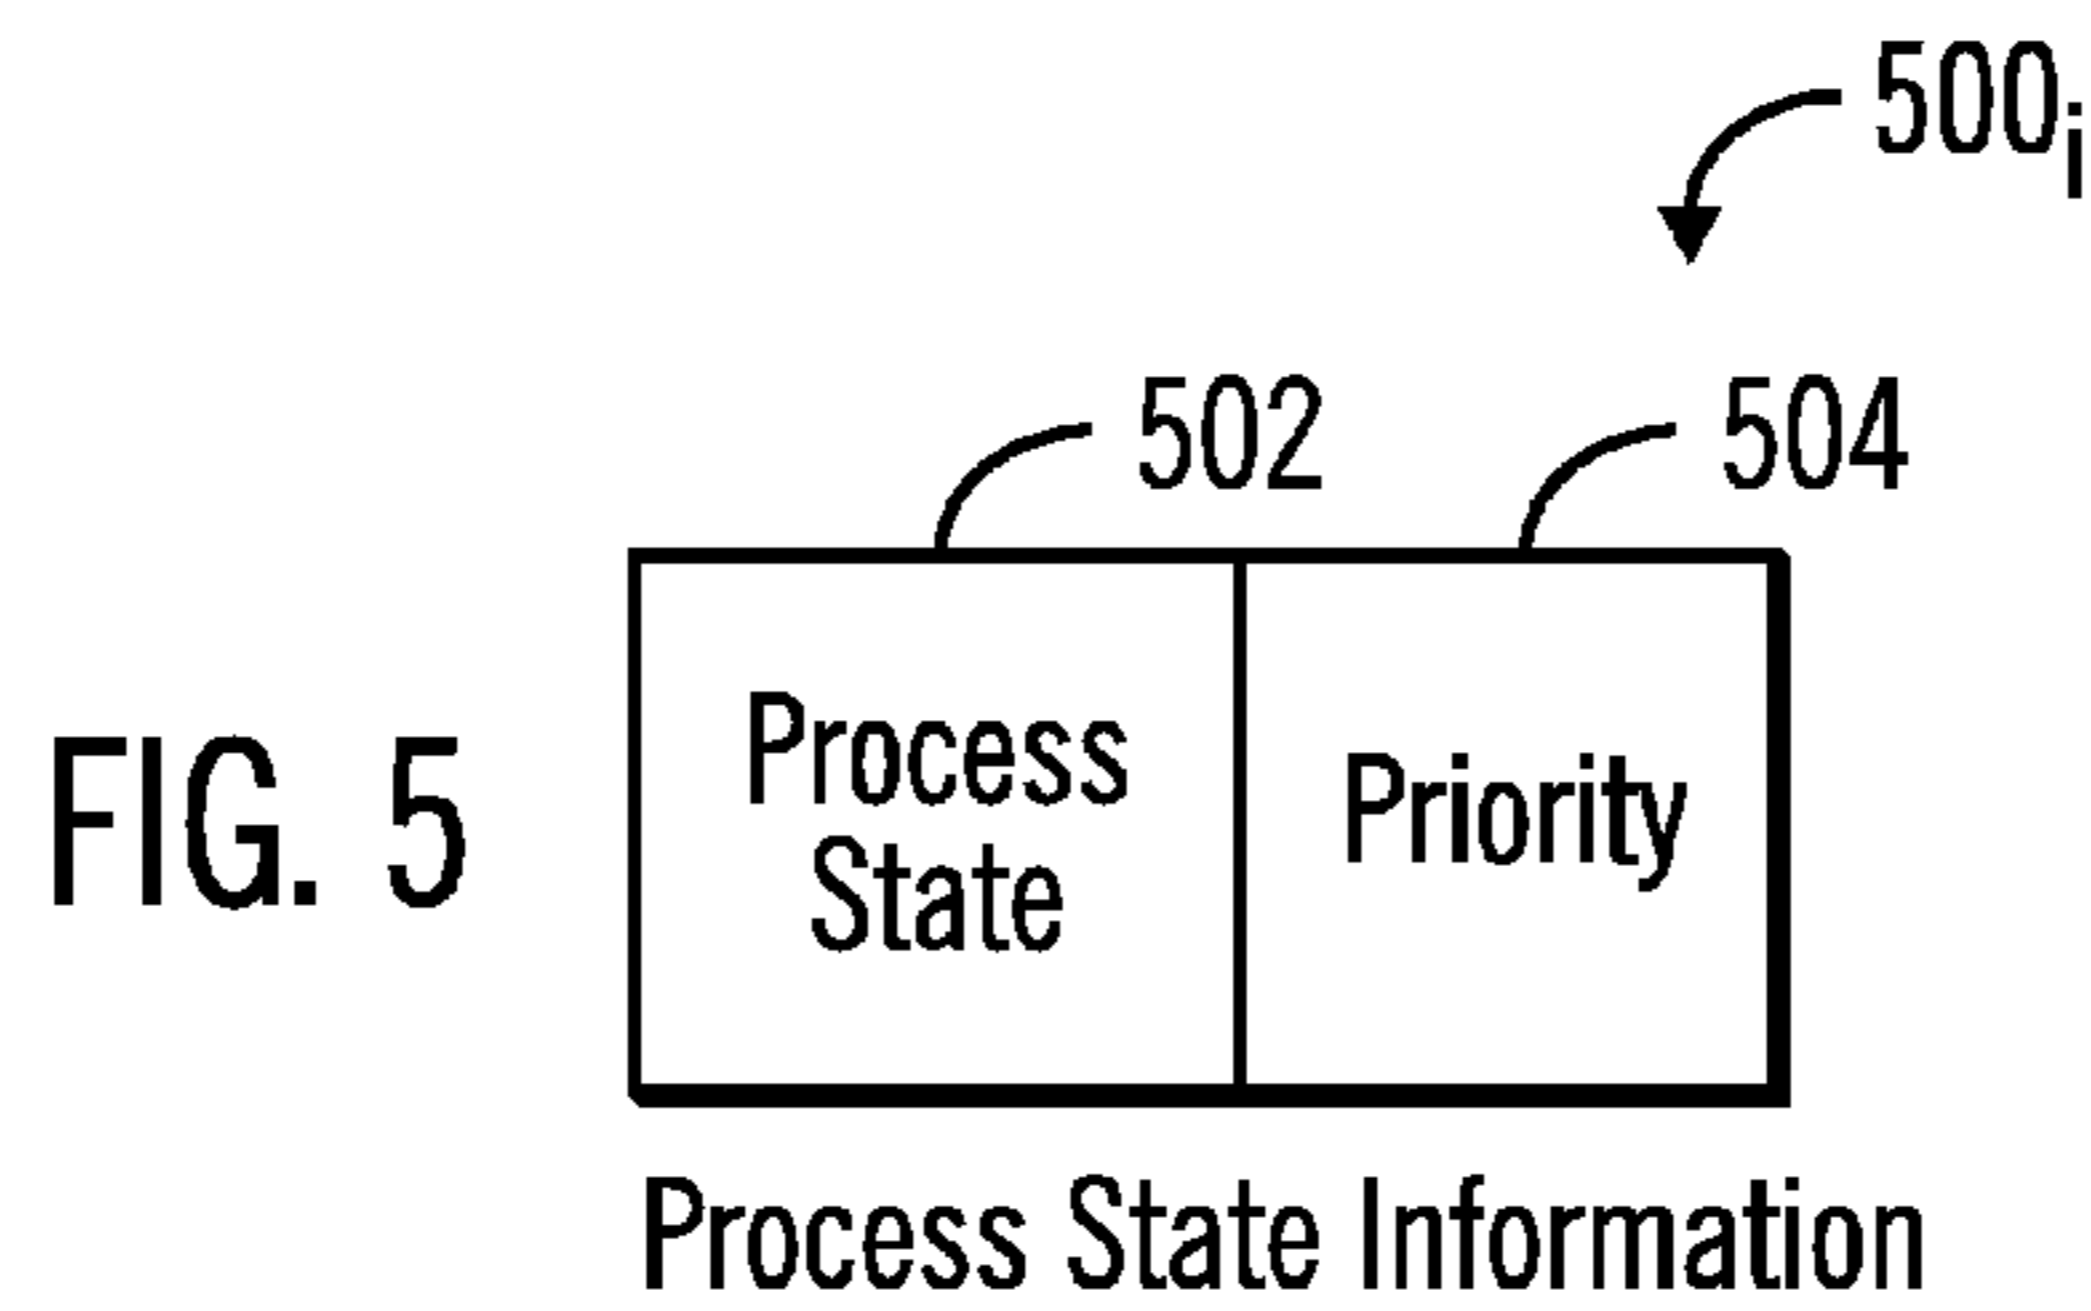 500i
502 504
Process
State
Priority
FIG. 5
Process State Information